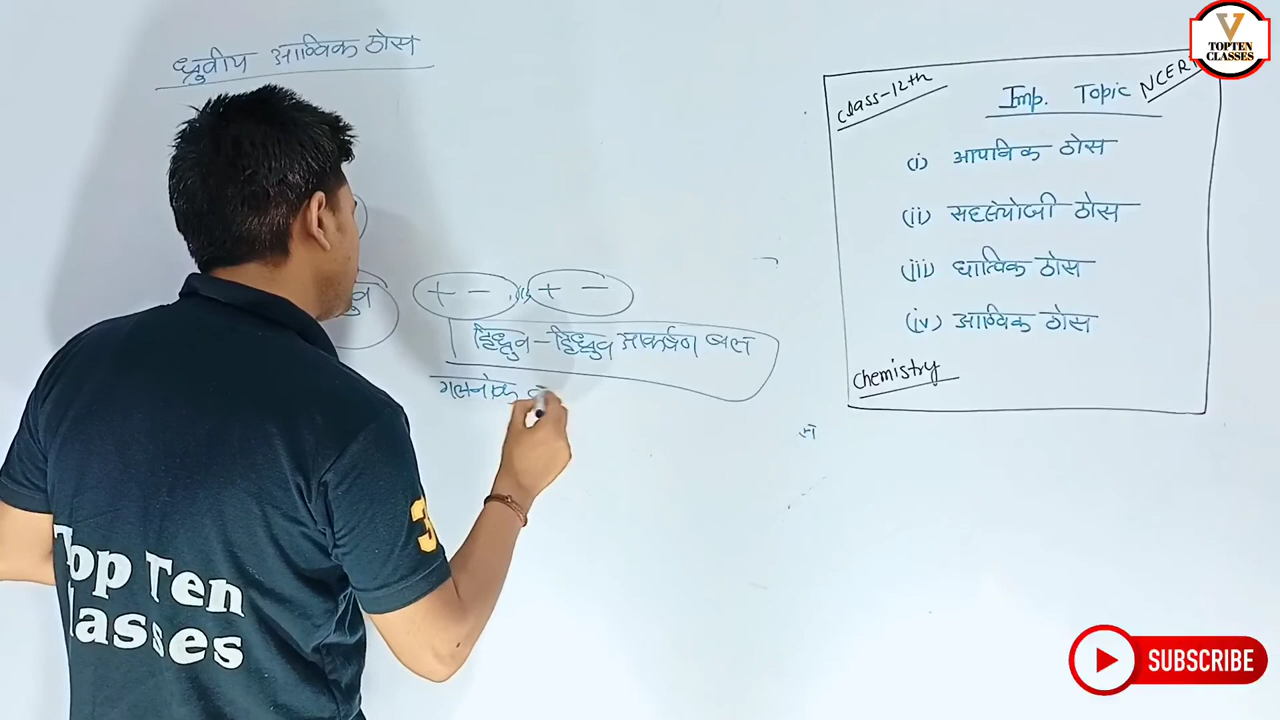 ध्रुवीय आण्विक ठोस
+ − + −
द्विध्रुव – द्विध्रुव आकर्षण बल
गलनांक
Class-12th
Imp. Topic
NCERT
(i) आयनिक ठोस
(ii) सहसंयोजी ठोस
(iii) धात्विक ठोस
(iv) आण्विक ठोस
Chemistry
V
TOPTEN
CLASSES
3
Top Ten
Classes
SUBSCRIBE